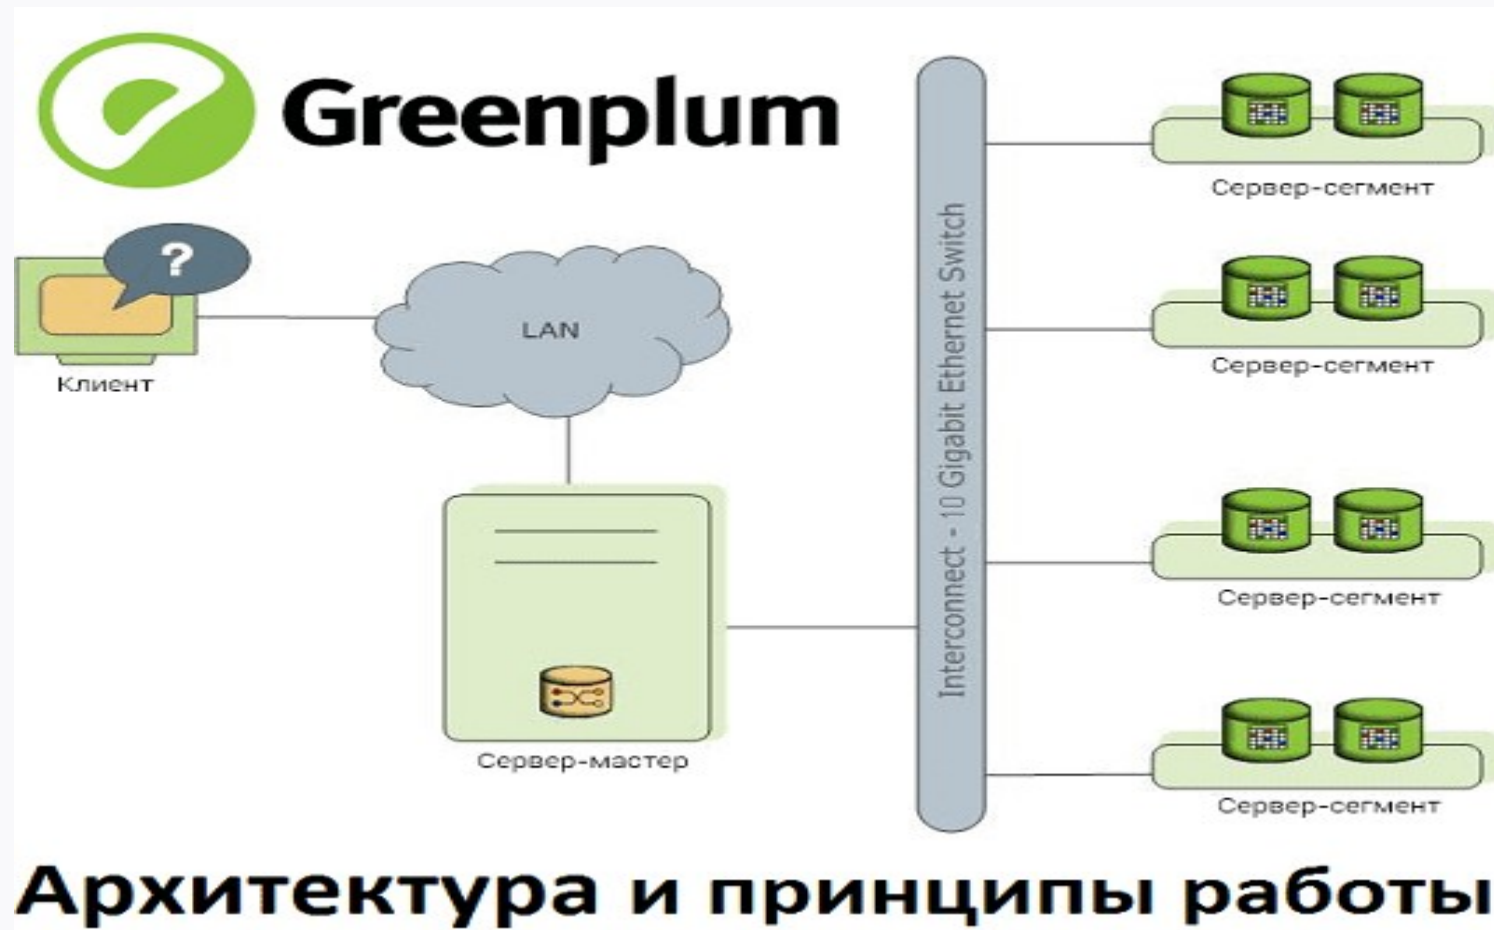 Greenplum
?
Клиент
LAN
Сервер-мастер
Interconnect - 10 Gigabit Ethernet Switch
Сервер-сегмент
Сервер-сегмент
Сервер-сегмент
Сервер-сегмент
Архитектура и принципы работы